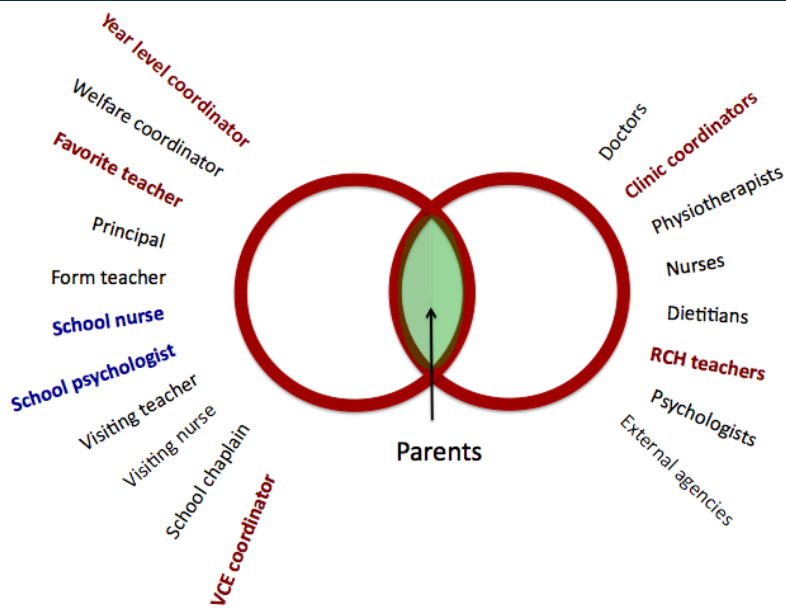 Year level coordinator
Welfare coordinator
Favorite teacher
Principal
Form teacher
School nurse
School psychologist
Visiting teacher
Visiting nurse
School chaplain
VCE coordinator
Parents
Doctors
Clinic coordinators
Physiotherapists
Nurses
Dietitians
RCH teachers
Psychologists
External agencies